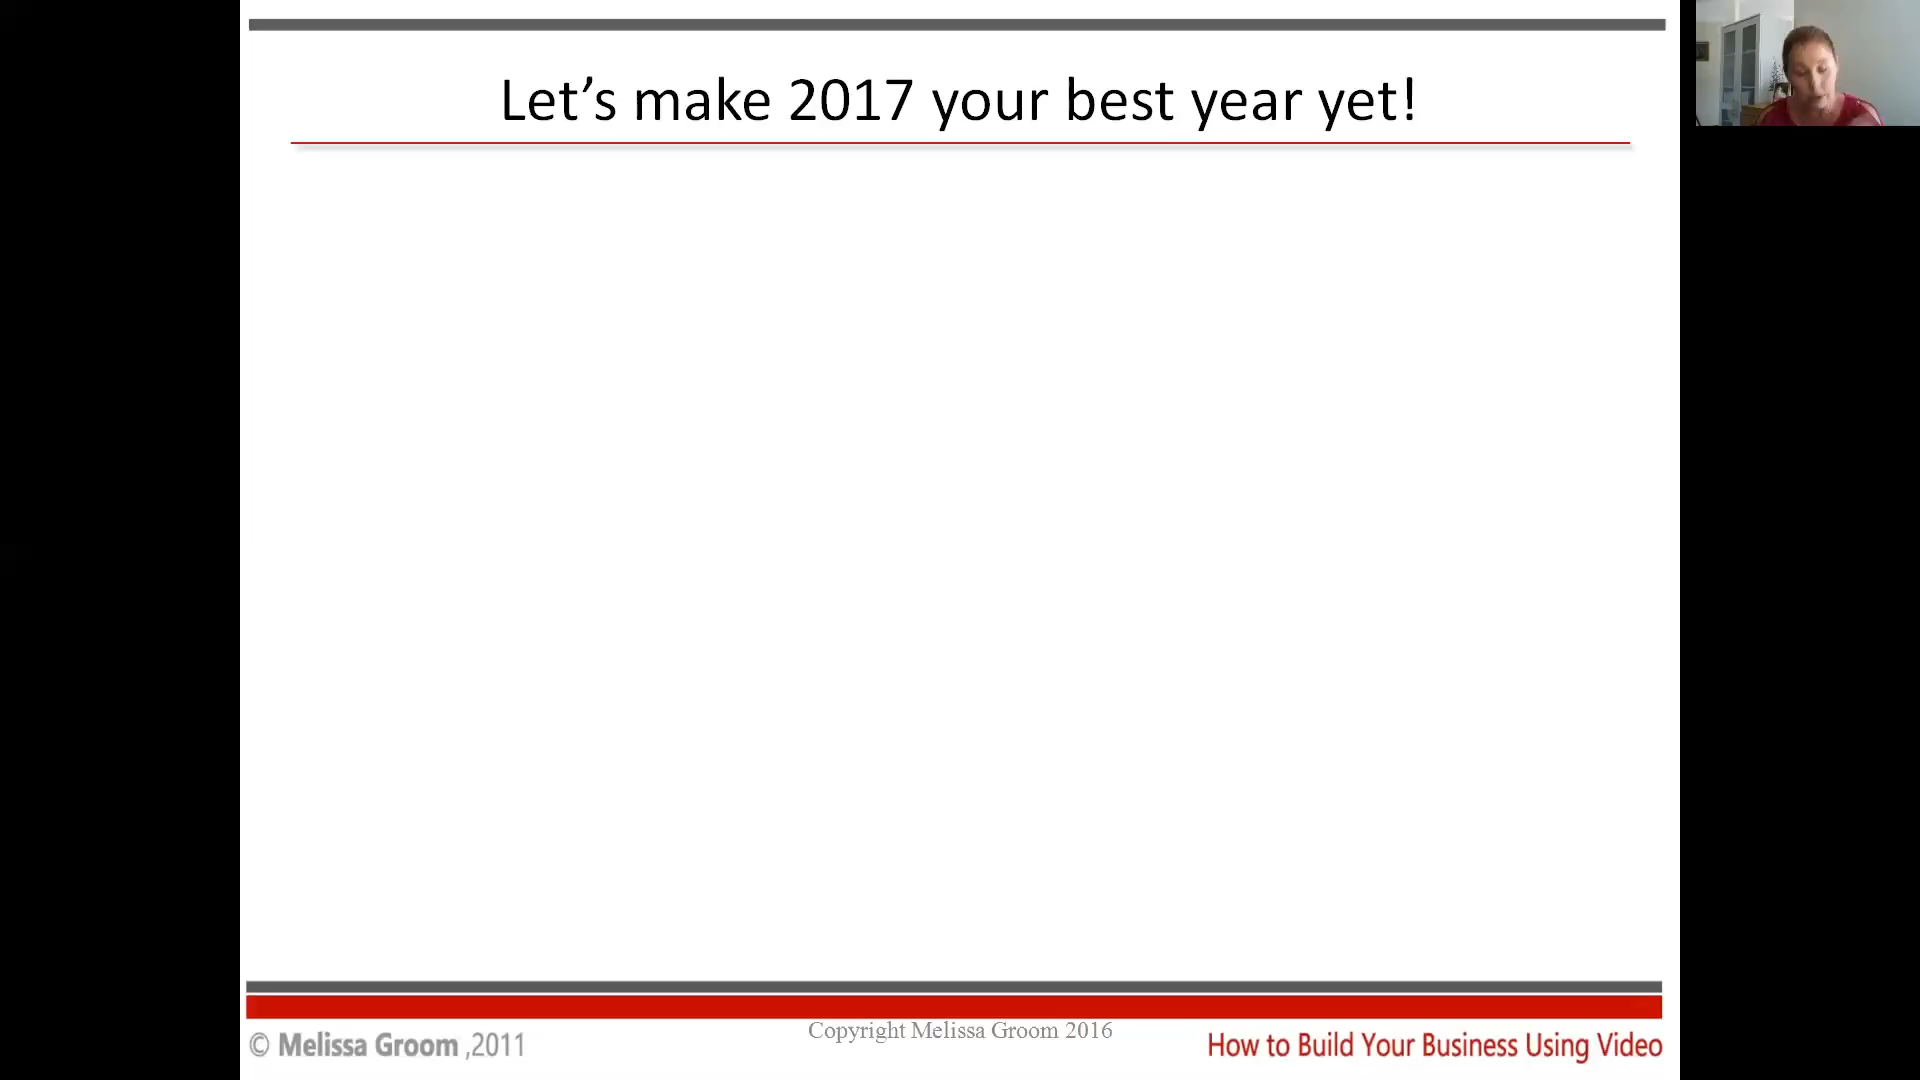 Let’s make 2017 your best year yet!
Copyright Melissa Groom 2016
© Melissa Groom ,2011
How to Build Your Business Using Video